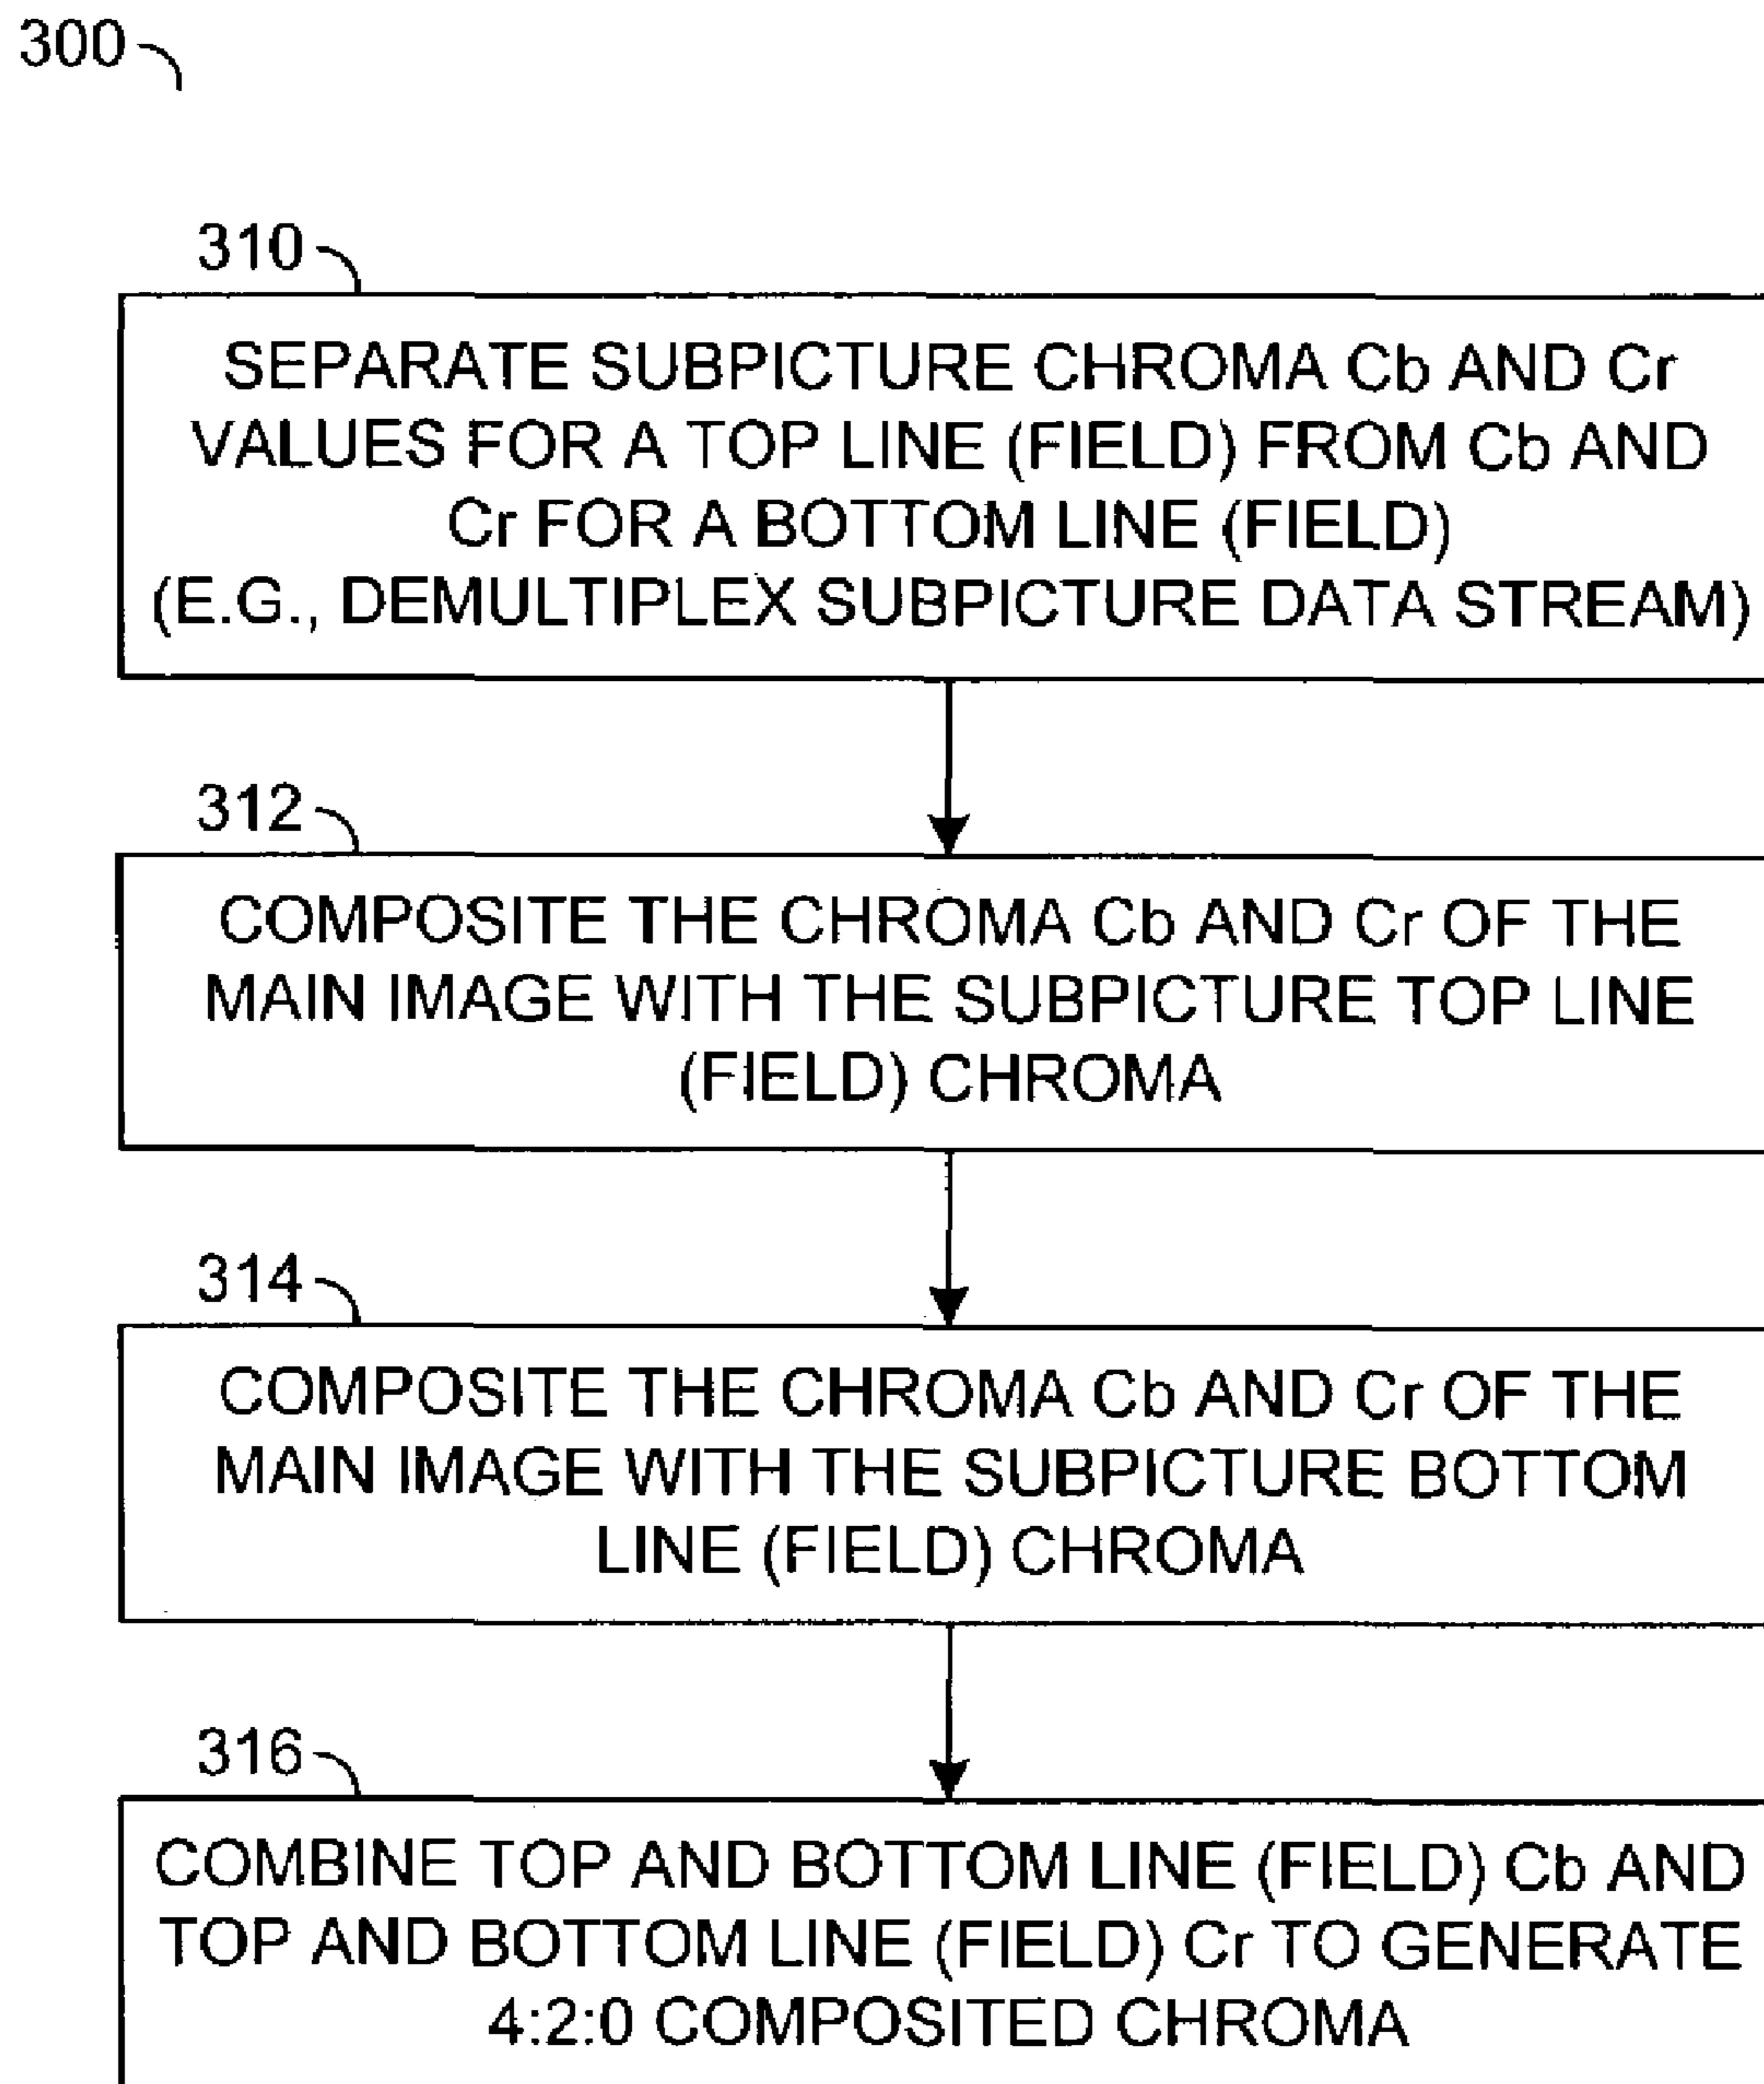 300
310
SEPARATE SUBPICTURE CHROMA Cb AND Cr
VALUES FOR A TOP LINE (FIELD) FROM Cb AND
Cr FOR A BOTTOM LINE (FIELD)
(E.G., DEMULTIPLEX SUBPICTURE DATA STREAM)
312
COMPOSITE THE CHROMA Cb AND Cr OF THE
MAIN IMAGE WITH THE SUBPICTURE TOP LINE
(FIELD) CHROMA
314
COMPOSITE THE CHROMA Cb AND Cr OF THE
MAIN IMAGE WITH THE SUBPICTURE BOTTOM
LINE (FIELD) CHROMA
316
COMBINE TOP AND BOTTOM LINE (FIELD) Cb AND
TOP AND BOTTOM LINE (FIELD) Cr TO GENERATE
4:2:0 COMPOSITED CHROMA